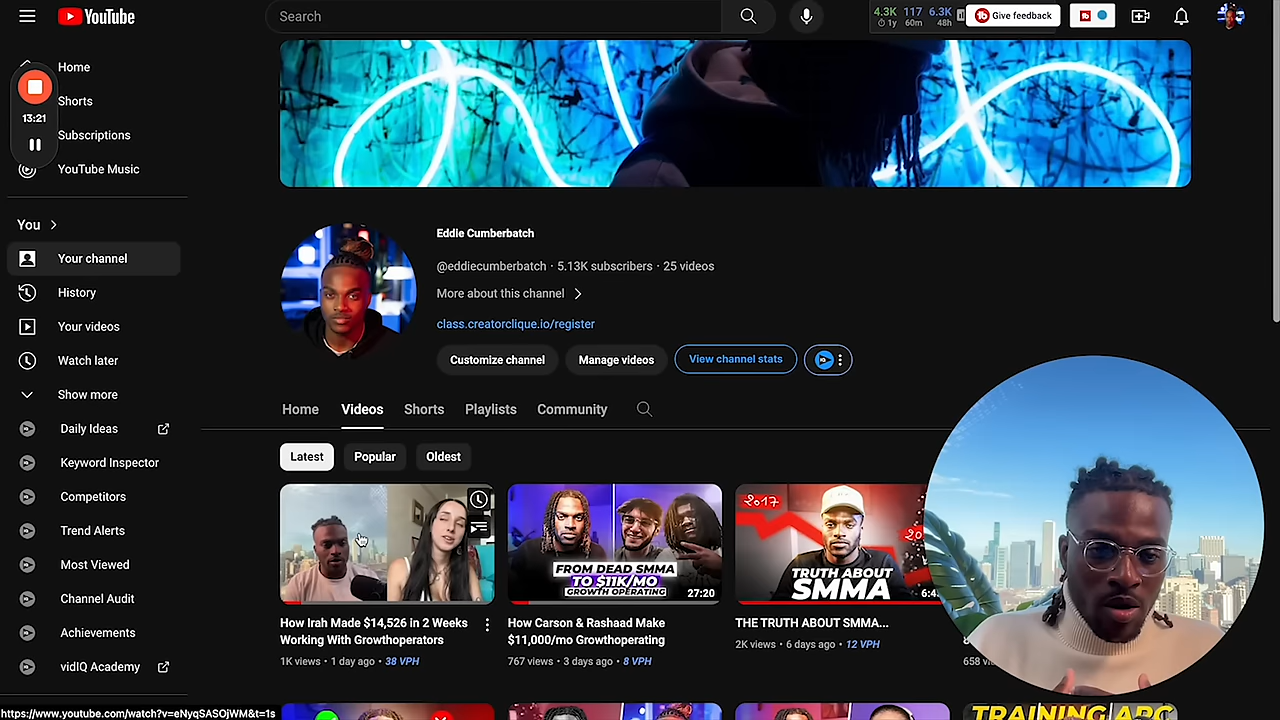 YouTube
Search
4.3K 117 6.3K
1y 60m 48h
Give feedback
Home
13:21
Shorts
Subscriptions
YouTube Music
You
Your channel
History
Your videos
Watch later
Show more
Daily Ideas
Keyword Inspector
Competitors
Trend Alerts
Most Viewed
Channel Audit
Achievements
vidIQ Academy
https://www.youtube.com/watch?v=eNyqSASOjWM&t=1s
Eddie Cumberbatch
@eddiecumberbatch · 5.13K subscribers · 25 videos
More about this channel
class.creatorclique.io/register
Customize channel
Manage videos
View channel stats
Home
Videos
Shorts
Playlists
Community
Latest
Popular
Oldest
FROM DEAD SMMA
TO $11K/MO
GROWTH OPERATING
27:20
2017
20
TRUTH ABOUT
SMMA
6:4
How Irah Made $14,526 in 2 Weeks
Working With Growthoperators
1K views · 1 day ago · 38 VPH
How Carson & Rashaad Make
$11,000/mo Growthoperating
767 views · 3 days ago · 8 VPH
THE TRUTH ABOUT SMMA...
2K views · 6 days ago · 12 VPH
658 vi
TRAINING ARC